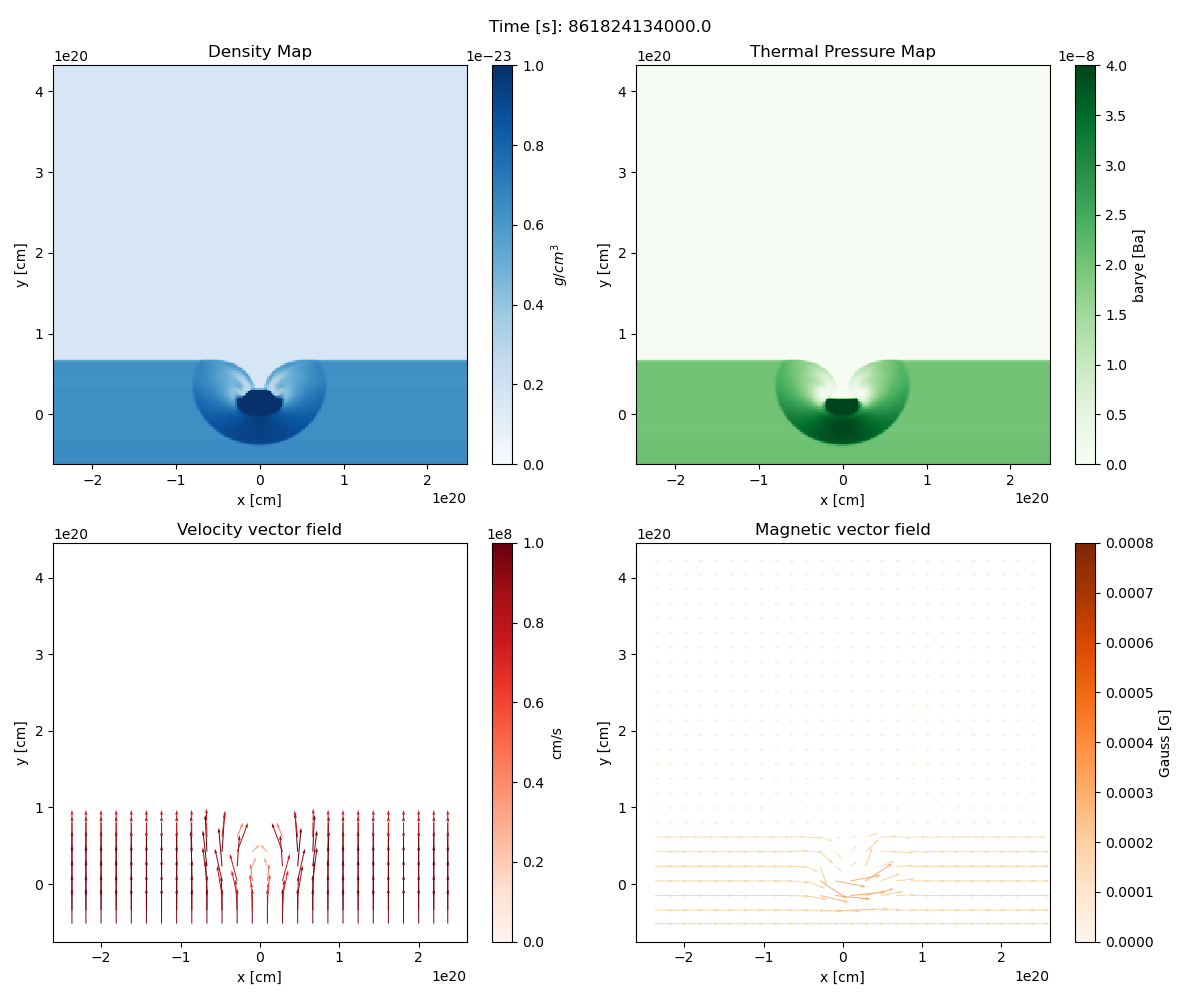 Time [s]: 861824134000.0
1e20
Density Map
1e−23
y [cm]
4
3
2
1
0
−2
−1
0
1
2
x [cm]
1e20
1.0
0.8
0.6
0.4
0.2
0.0
g/cm³
1e20
Thermal Pressure Map
1e−8
y [cm]
4
3
2
1
0
−2
−1
0
1
2
x [cm]
1e20
4.0
3.5
3.0
2.5
2.0
1.5
1.0
0.5
0.0
barye [Ba]
1e20
Velocity vector field
1e8
y [cm]
4
3
2
1
0
−2
−1
0
1
2
x [cm]
1e20
1.0
0.8
0.6
0.4
0.2
0.0
cm/s
1e20
Magnetic vector field
y [cm]
4
3
2
1
0
−2
−1
0
1
2
x [cm]
1e20
0.0008
0.0007
0.0006
0.0005
0.0004
0.0003
0.0002
0.0001
0.0000
Gauss [G]